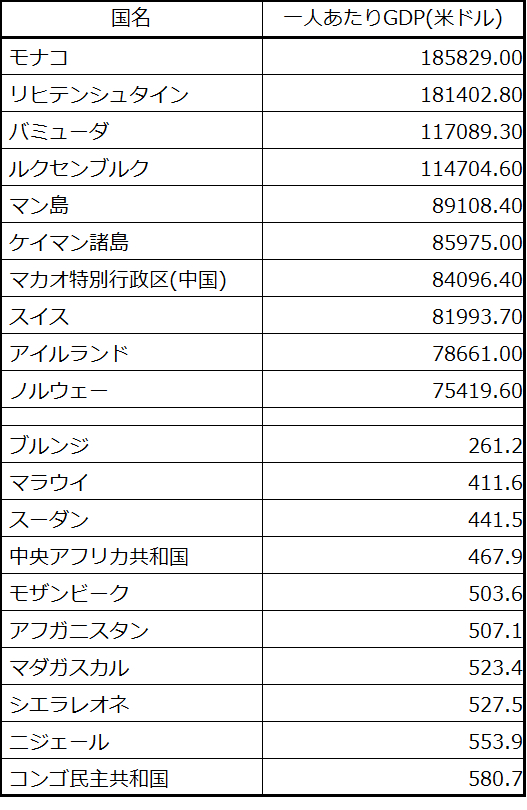 国名 一人あたりGDP(米ドル)
モナコ 185829.00
リヒテンシュタイン 181402.80
バミューダ 117089.30
ルクセンブルク 114704.60
マン島 89108.40
ケイマン諸島 85975.00
マカオ特別行政区(中国) 84096.40
スイス 81993.70
アイルランド 78661.00
ノルウェー 75419.60
ブルンジ 261.2
マラウイ 411.6
スーダン 441.5
中央アフリカ共和国 467.9
モザンビーク 503.6
アフガニスタン 507.1
マダガスカル 523.4
シエラレオネ 527.5
ニジェール 553.9
コンゴ民主共和国 580.7